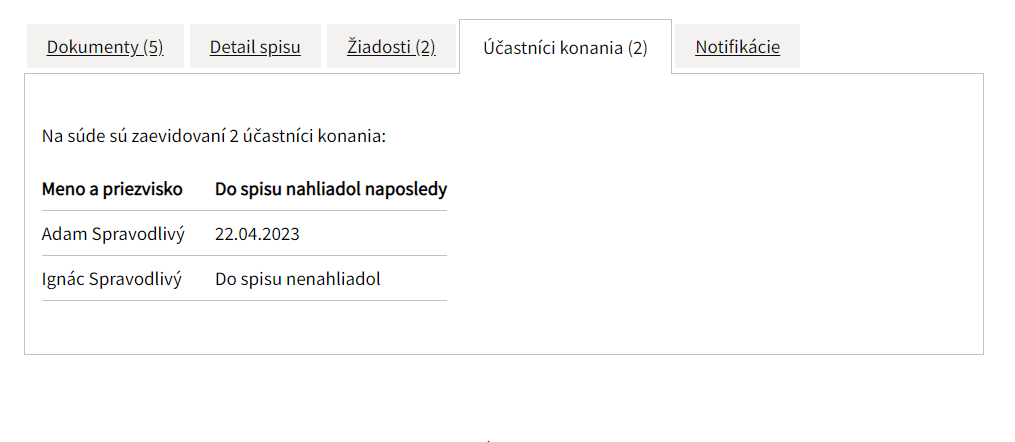 Dokumenty (5) Detail spisu Žiadosti (2) Účastníci konania (2) Notifikácie
Na súde sú zaevidovaní 2 účastníci konania:
Meno a priezvisko Do spisu nahliadol naposledy
Adam Spravodlivý 22.04.2023
Ignác Spravodlivý Do spisu nenahliadol